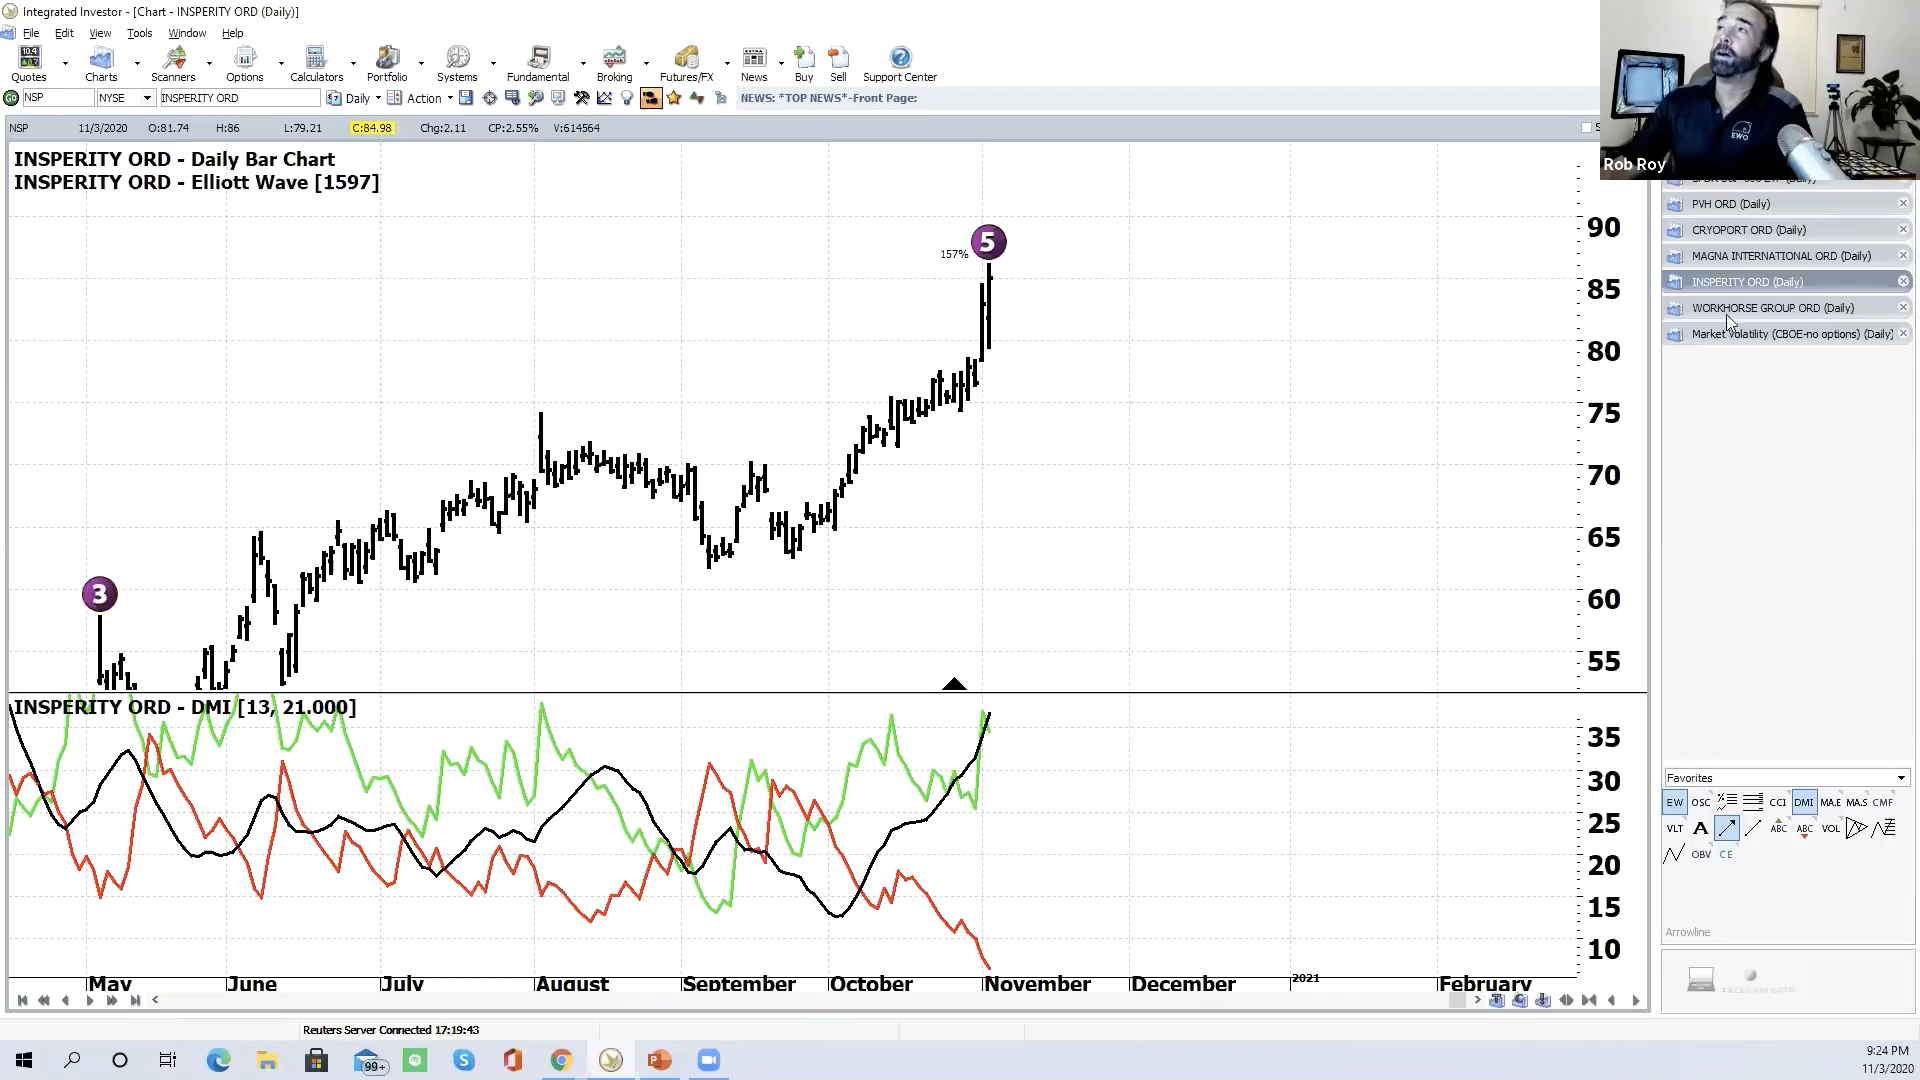 Integrated Investor - [Chart - INSPERITY ORD (Daily)]
File Edit View Tools Window Help
Quotes Charts Scanners Options Calculators Portfolio Systems Fundamental Broking Futures/FX News Buy Sell Support Center
GO NSP NYSE INSPERITY ORD Daily Action NEWS: *TOP NEWS*-Front Page:
NSP 11/3/2020 O:81.74 H:86 L:79.21 C:84.98 Chg:2.11 CP:2.55% V:614564
EWO
Rob Roy
INSPERITY ORD - Daily Bar Chart
INSPERITY ORD - Elliott Wave [1597]
PVH ORD (Daily)
CRYOPORT ORD (Daily)
MAGNA INTERNATIONAL ORD (Daily)
INSPERITY ORD (Daily)
WORKHORSE GROUP ORD (Daily)
Market Volatility (CBOE-no options) (Daily)
5
157%
3
90
85
80
75
70
65
60
55
INSPERITY ORD - DMI [13, 21.000]
35
30
25
20
15
10
May June July August September October November December 2021 February
Favorites
EW OSC CCI DMI MA.E MA.S CMF
VLT A ABC ABC VOL
OBV CE
Arrowline
Reuters Server Connected 17:19:43
99+
9:24 PM
11/3/2020